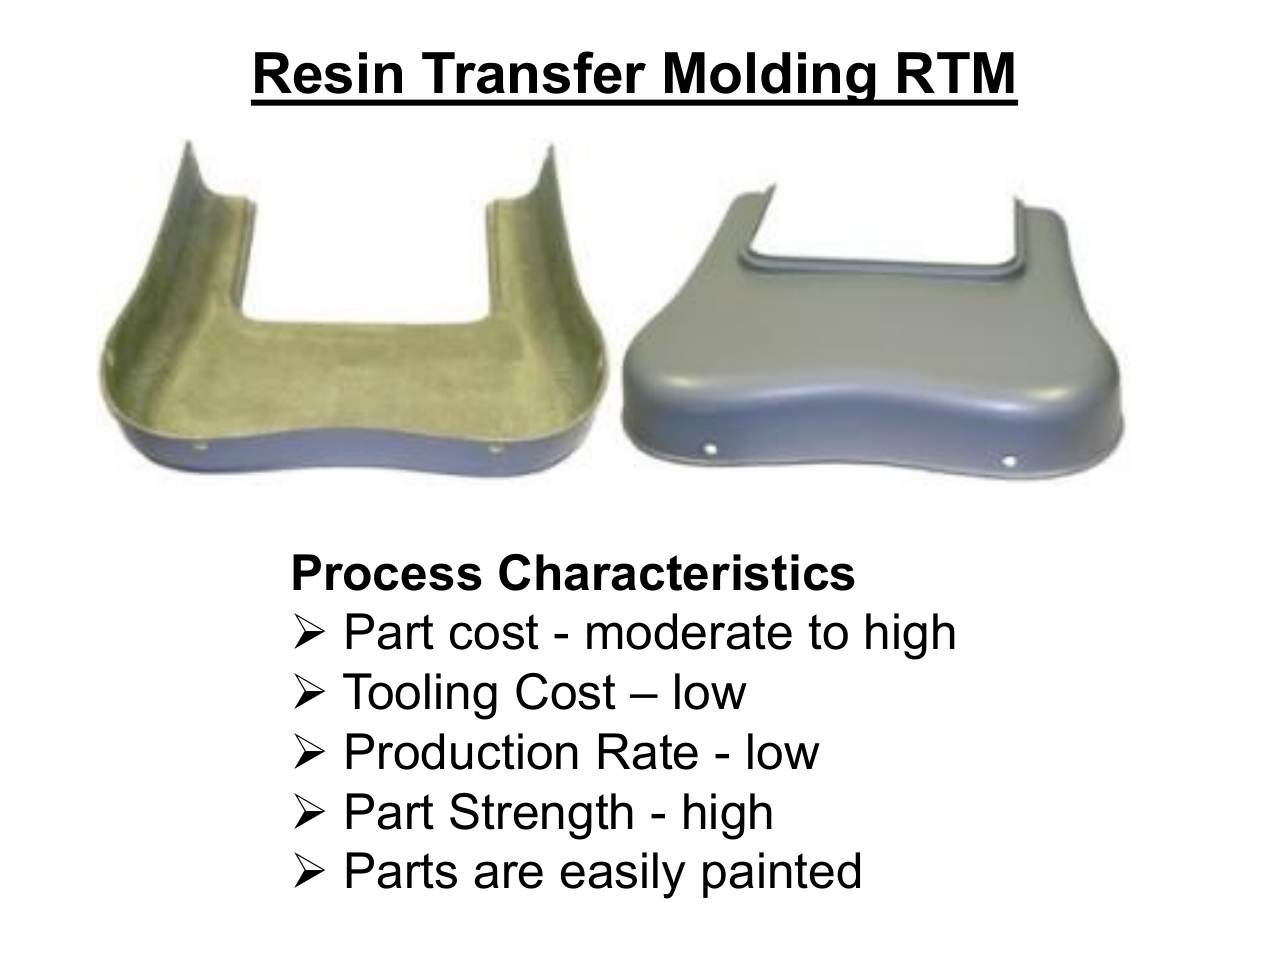 Resin Transfer Molding RTM
Process Characteristics
➢ Part cost - moderate to high
➢ Tooling Cost – low
➢ Production Rate - low
➢ Part Strength - high
➢ Parts are easily painted